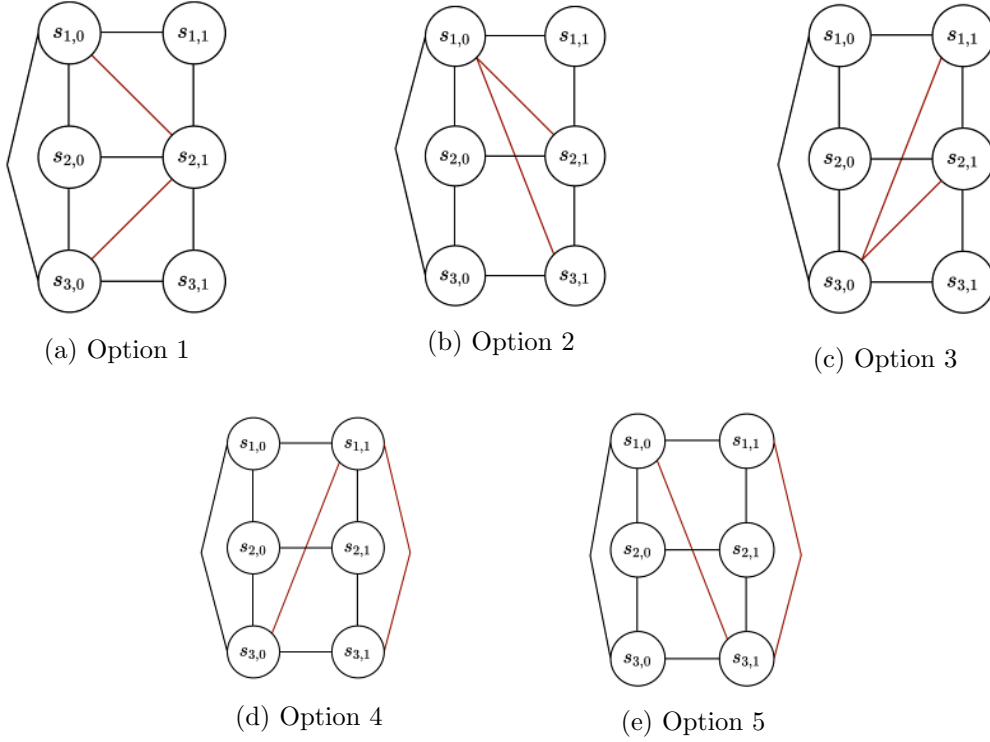 s1,0 s1,1
s2,0 s2,1
s3,0 s3,1
(a) Option 1
s1,0 s1,1
s2,0 s2,1
s3,0 s3,1
(b) Option 2
s1,0 s1,1
s2,0 s2,1
s3,0 s3,1
(c) Option 3
s1,0 s1,1
s2,0 s2,1
s3,0 s3,1
(d) Option 4
s1,0 s1,1
s2,0 s2,1
s3,0 s3,1
(e) Option 5